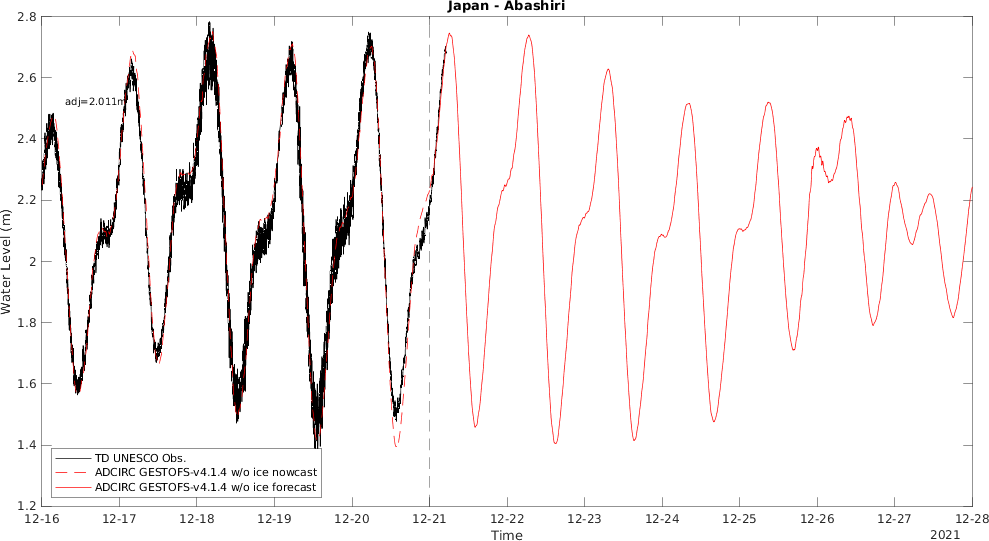 Japan - Abashiri
2.8
2.6
adj=2.011m
2.4
2.2
2
1.8
1.6
1.4
1.2
Water Level (m)
TD UNESCO Obs.
ADCIRC GESTOFS-v4.1.4 w/o ice nowcast
ADCIRC GESTOFS-v4.1.4 w/o ice forecast
12-16 12-17 12-18 12-19 12-20 12-21 12-22 12-23 12-24 12-25 12-26 12-27 12-28
Time
2021